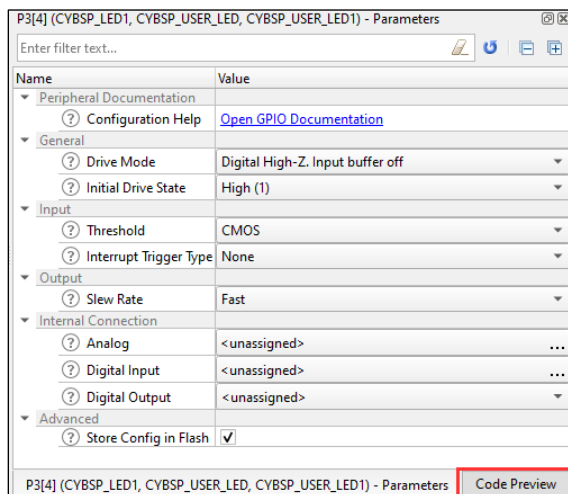 P3[4] (CYBSP_LED1, CYBSP_USER_LED, CYBSP_USER_LED1) - Parameters
Enter filter text...
Name Value
Peripheral Documentation
? Configuration Help Open GPIO Documentation
General
? Drive Mode Digital High-Z. Input buffer off
? Initial Drive State High (1)
Input
? Threshold CMOS
? Interrupt Trigger Type None
Output
? Slew Rate Fast
Internal Connection
? Analog <unassigned> ...
? Digital Input <unassigned> ...
? Digital Output <unassigned>
Advanced
? Store Config in Flash
P3[4] (CYBSP_LED1, CYBSP_USER_LED, CYBSP_USER_LED1) - Parameters Code Preview